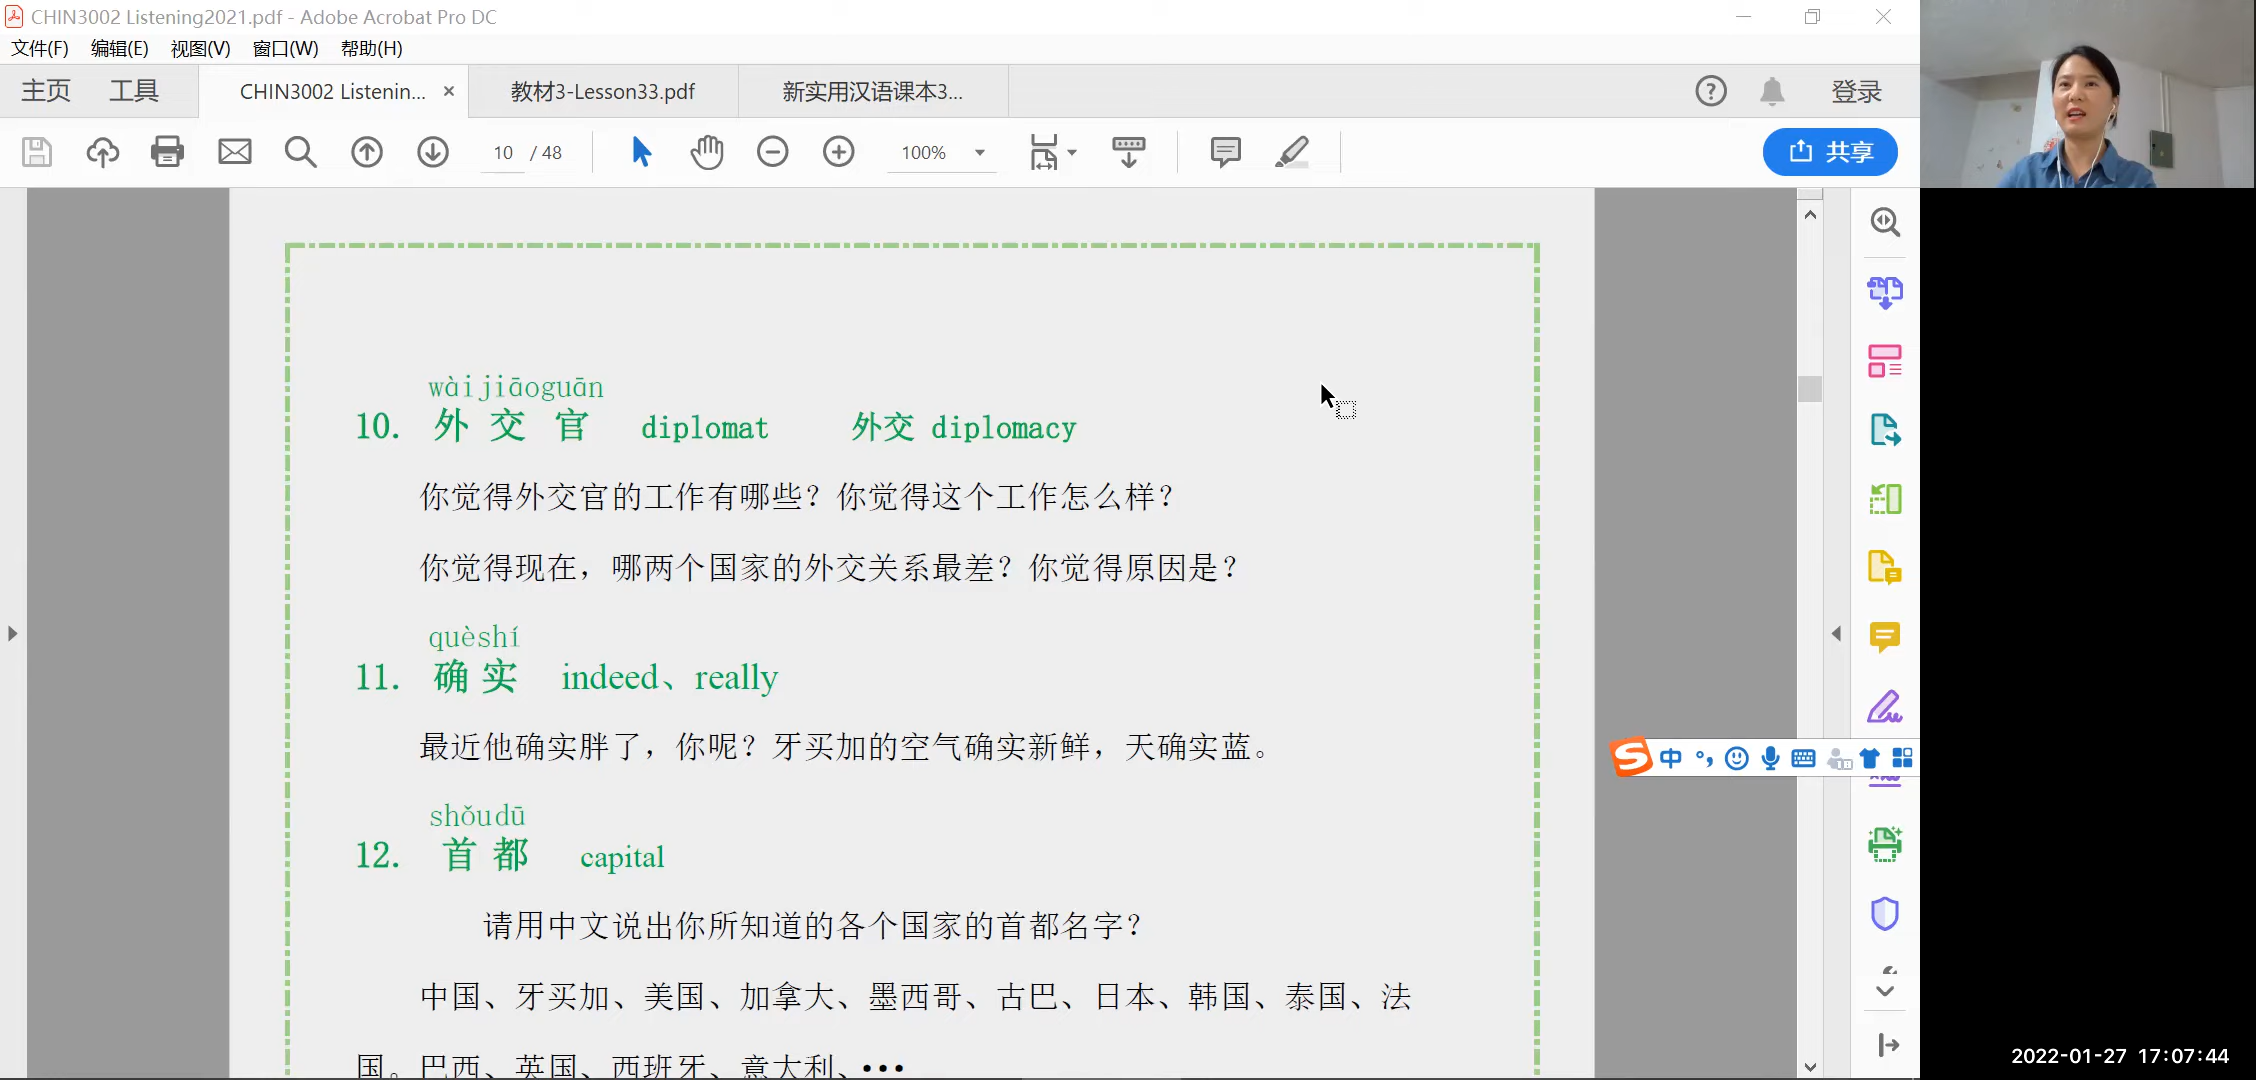 CHIN3002 Listening2021.pdf - Adobe Acrobat Pro DC
文件(F) 编辑(E) 视图(V) 窗口(W) 帮助(H)
主页 工具 CHIN3002 Listenin... × 教材3-Lesson33.pdf 新实用汉语课本3... 登录
10 / 48 100% 共享
wàijiāoguān
10. 外交官 diplomat 外交 diplomacy
你觉得外交官的工作有哪些？你觉得这个工作怎么样？
你觉得现在，哪两个国家的外交关系最差？你觉得原因是？
quèshí
11. 确实 indeed、really
最近他确实胖了，你呢？牙买加的空气确实新鲜，天确实蓝。
shǒudū
12. 首都 capital
请用中文说出你所知道的各个国家的首都名字？
中国、牙买加、美国、加拿大、墨西哥、古巴、日本、韩国、泰国、法
国。巴西、英国、西班牙、意大利、•••
中
2022-01-27 17:07:44